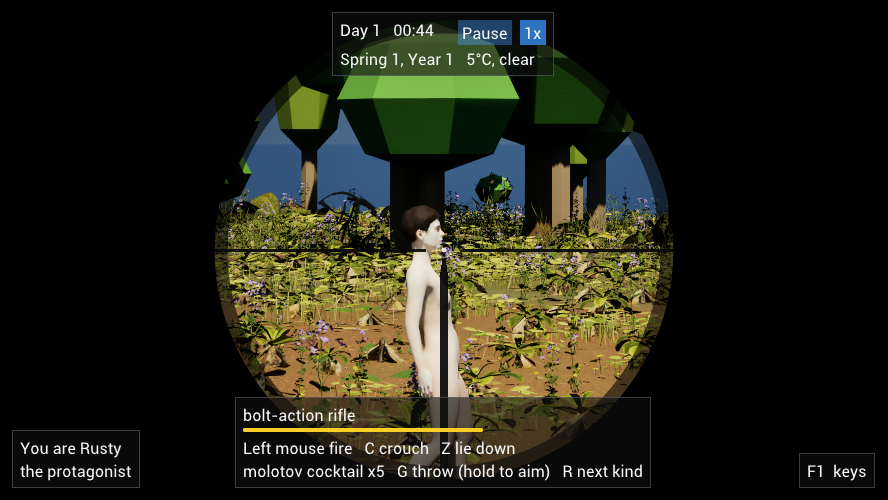 Day 1 00:44 Pause 1x
Spring 1, Year 1 5°C, clear
bolt-action rifle
Left mouse fire C crouch Z lie down
molotov cocktail x5 G throw (hold to aim) R next kind
You are Rusty
the protagonist
F1 keys